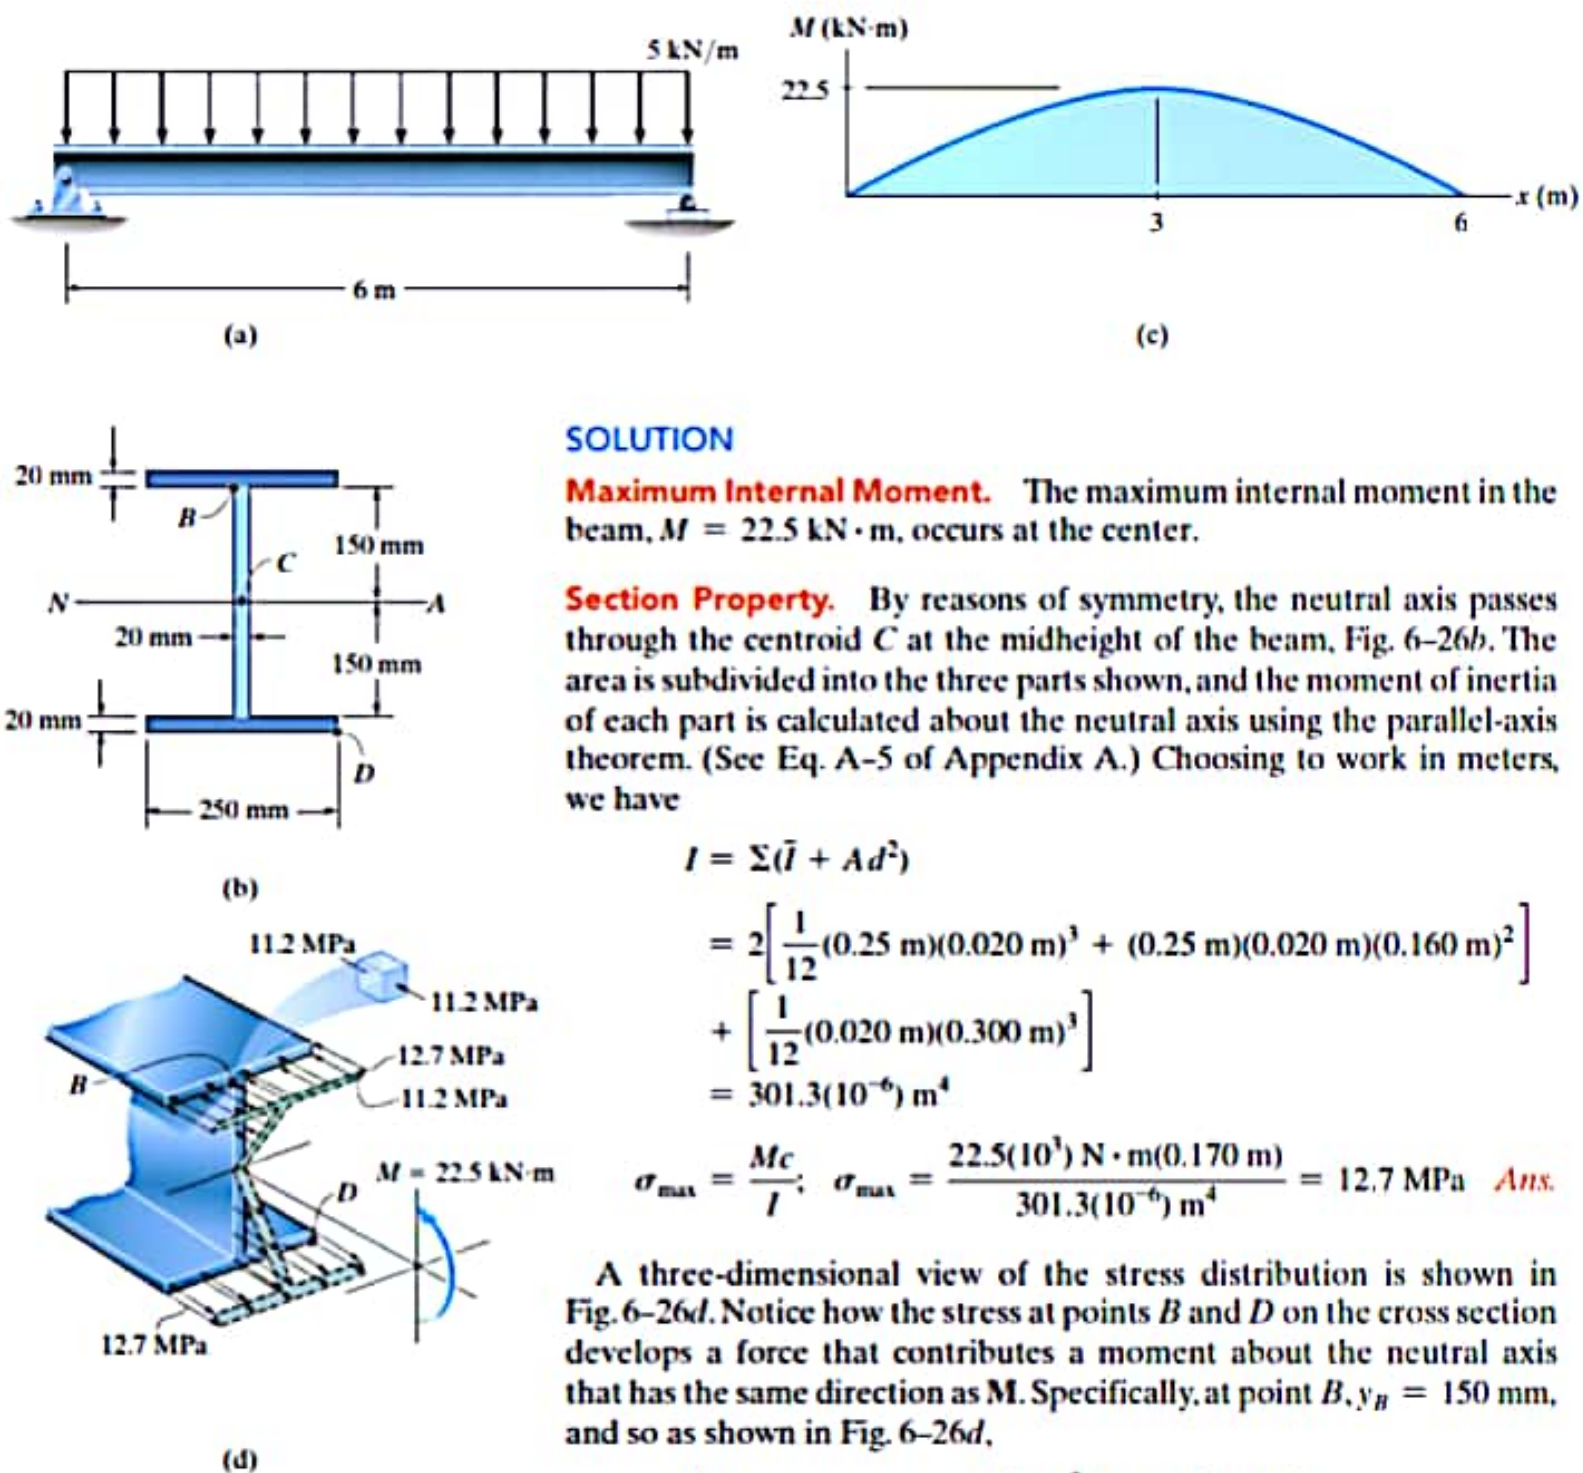 5 kN/m
6 m
(a)
M (kN·m)
22.5
3
6
x (m)
(c)
20 mm
B
150 mm
C
N
A
20 mm
150 mm
20 mm
D
250 mm
(b)
11.2 MPa
11.2 MPa
12.7 MPa
B
11.2 MPa
M = 22.5 kN·m
D
12.7 MPa
(d)
SOLUTION
Maximum Internal Moment. The maximum internal moment in the
beam, M = 22.5 kN · m, occurs at the center.
Section Property. By reasons of symmetry, the neutral axis passes
through the centroid C at the midheight of the beam, Fig. 6–26b. The
area is subdivided into the three parts shown, and the moment of inertia
of each part is calculated about the neutral axis using the parallel-axis
theorem. (See Eq. A–5 of Appendix A.) Choosing to work in meters,
we have
I = Σ(Ī + Ad²)
= 2[1/12 (0.25 m)(0.020 m)³ + (0.25 m)(0.020 m)(0.160 m)²]
+ [1/12 (0.020 m)(0.300 m)³]
= 301.3(10⁻⁶) m⁴
σmax = Mc/I; σmax = 22.5(10³) N · m(0.170 m)/301.3(10⁻⁶) m⁴ = 12.7 MPa Ans.
A three-dimensional view of the stress distribution is shown in
Fig. 6–26d. Notice how the stress at points B and D on the cross section
develops a force that contributes a moment about the neutral axis
that has the same direction as M. Specifically, at point B, yB = 150 mm,
and so as shown in Fig. 6–26d,